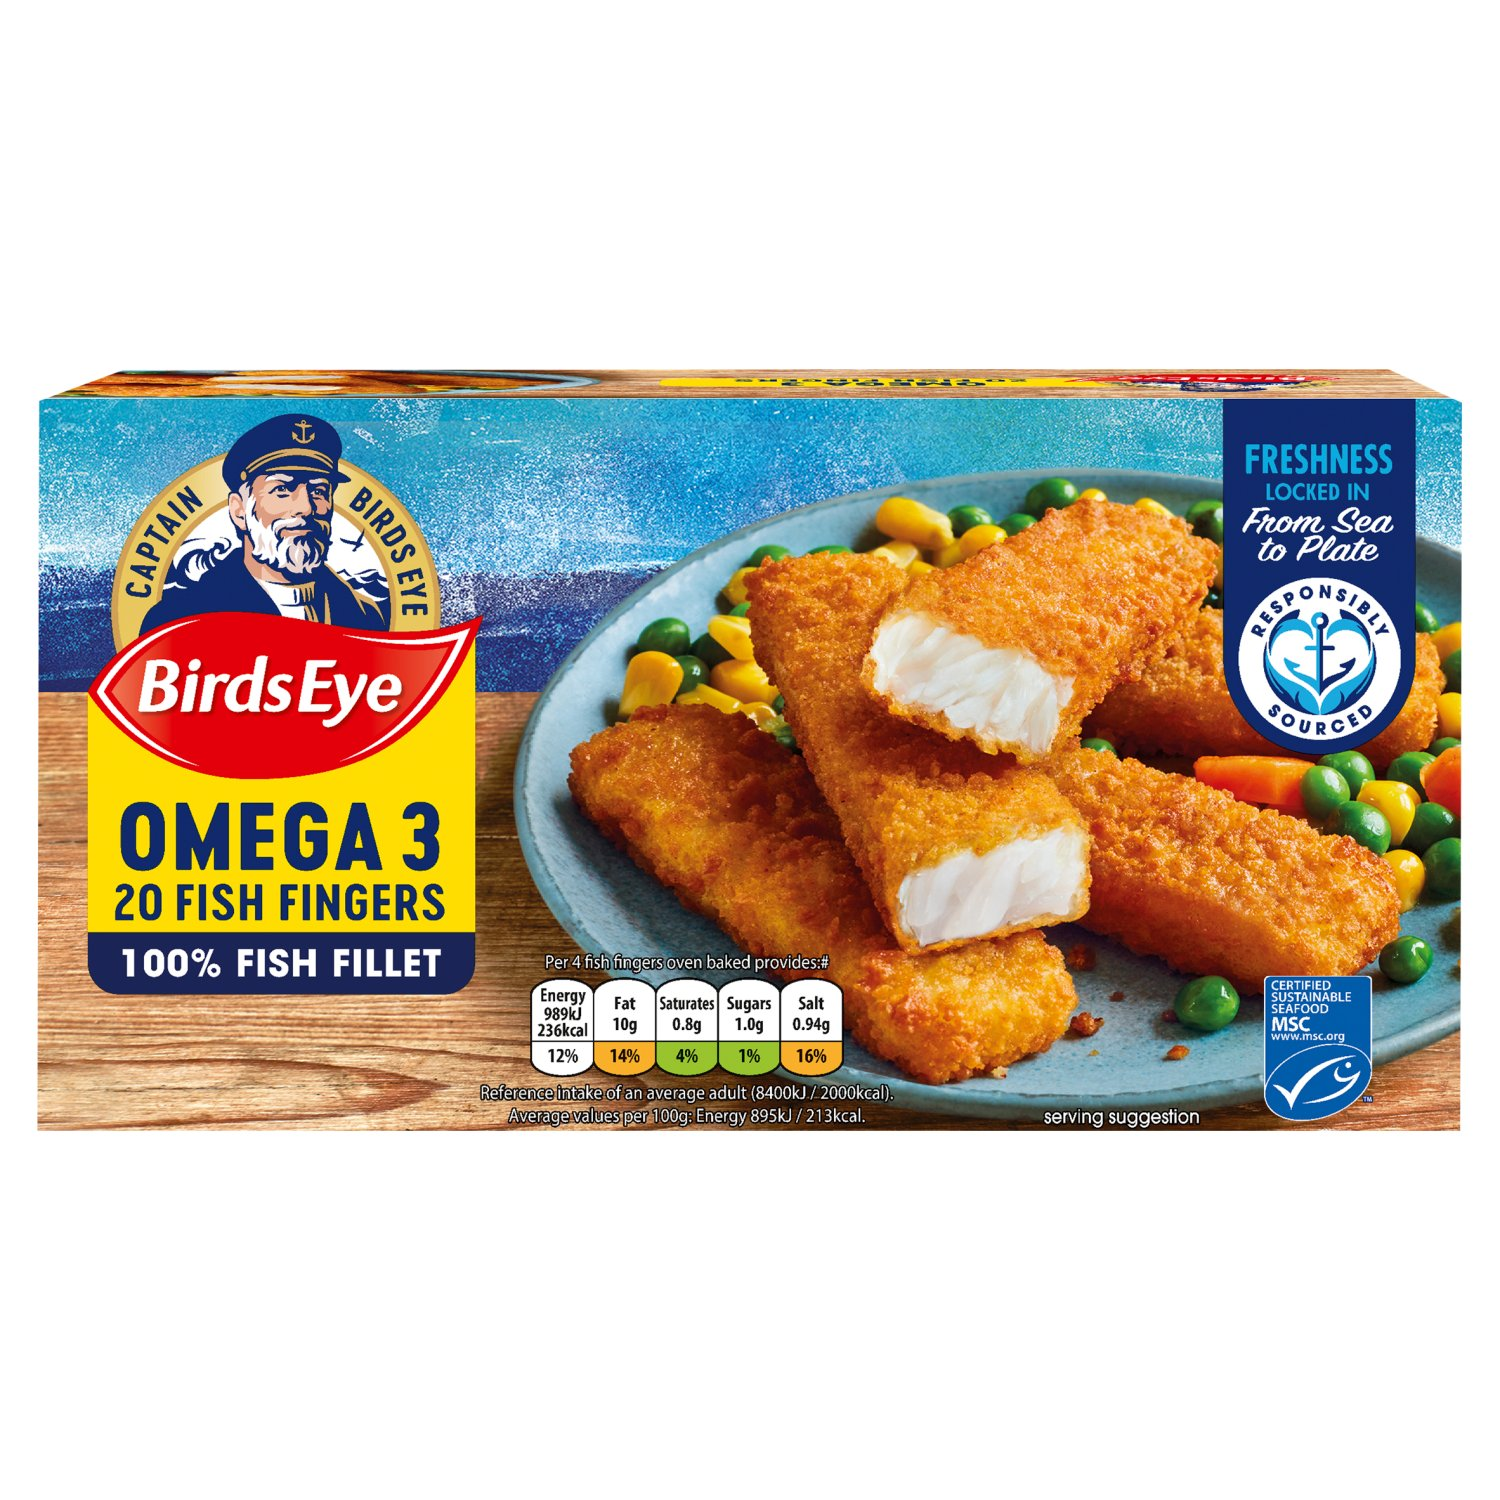 CAPTAIN BIRDS EYE
BirdsEye
OMEGA 3
20 FISH FINGERS
100% FISH FILLET
FRESHNESS
LOCKED IN
From Sea
to Plate
RESPONSIBLY
SOURCED
Per 4 fish fingers oven baked provides:#
Energy
989kJ
236kcal
12%
Fat
10g
14%
Saturates
0.8g
4%
Sugars
1.0g
1%
Salt
0.94g
16%
Reference intake of an average adult (8400kJ / 2000kcal).
Average values per 100g: Energy 895kJ / 213kcal.
serving suggestion
CERTIFIED
SUSTAINABLE
SEAFOOD
MSC
www.msc.org
TM